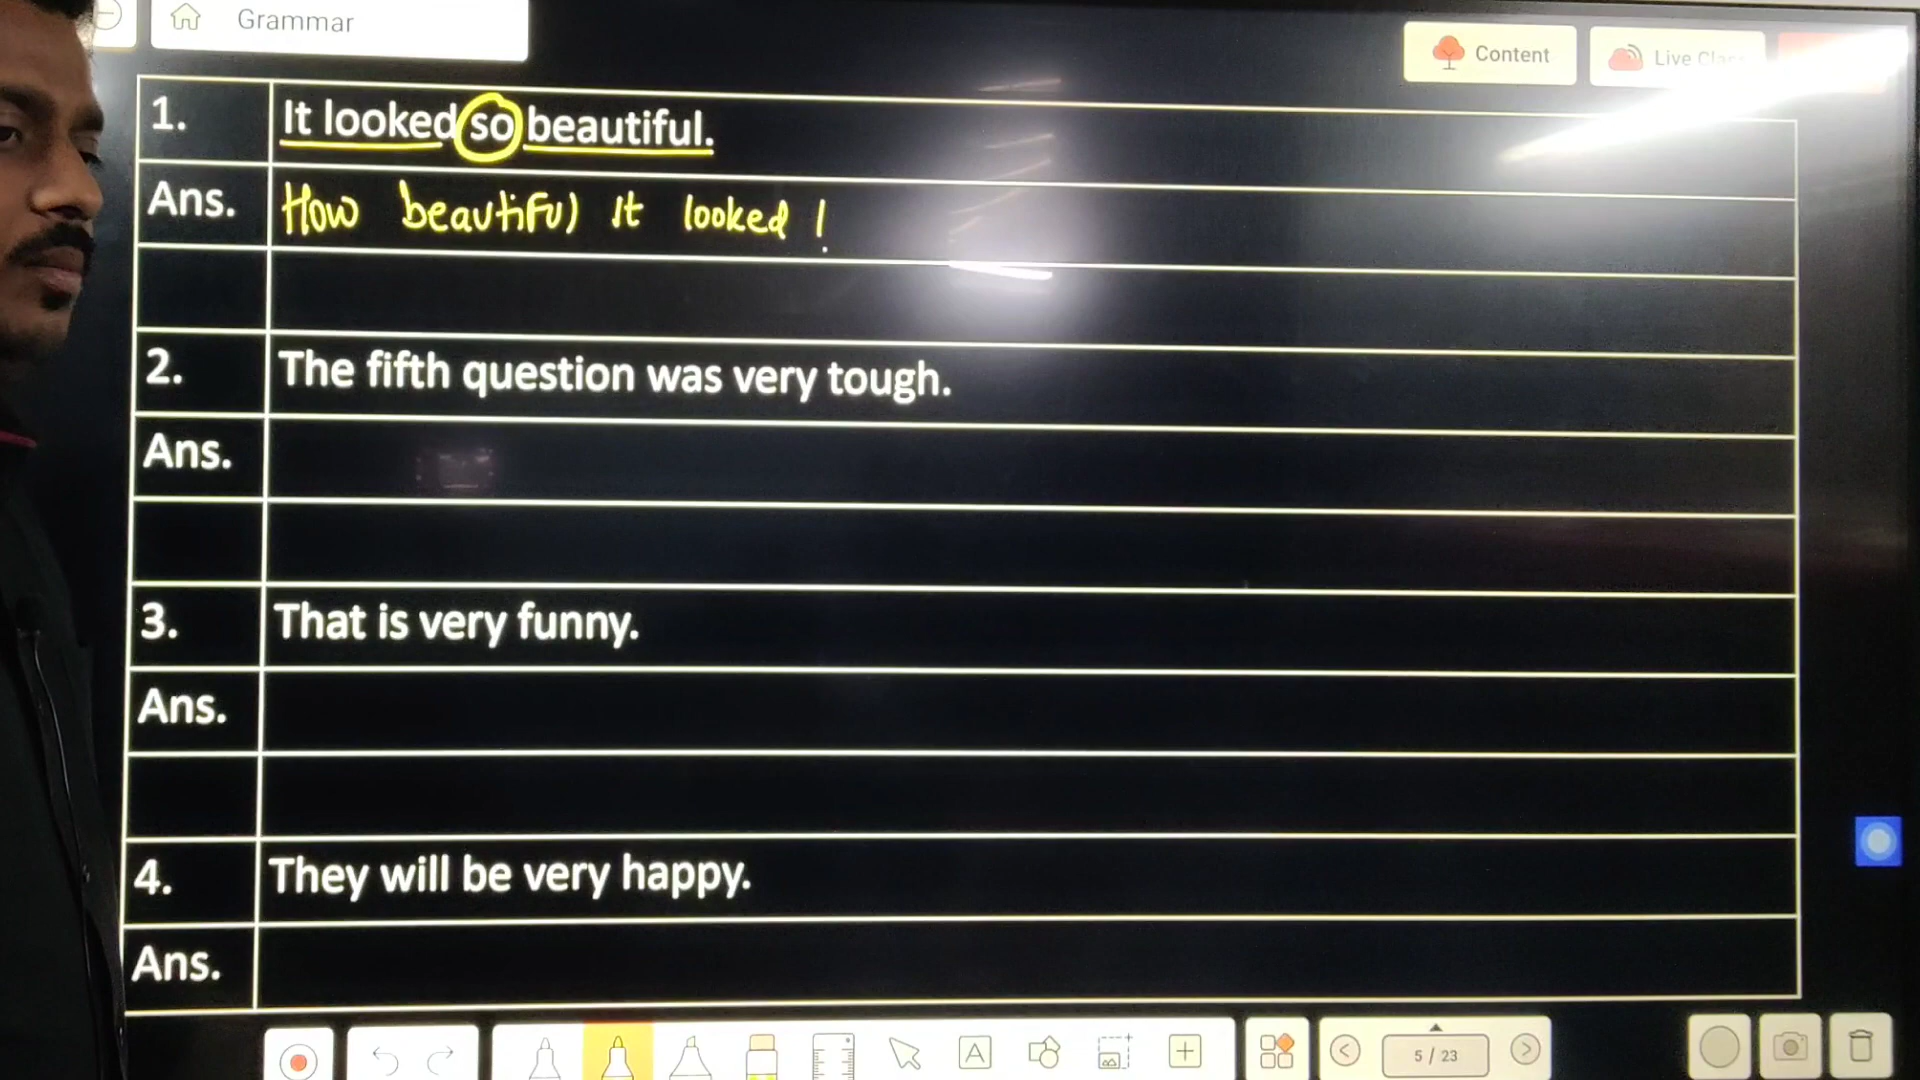 Grammar
Content
Live
1. It looked so beautiful.
Ans. How beautiful it looked !
2. The fifth question was very tough.
Ans.
3. That is very funny.
Ans.
4. They will be very happy.
Ans.
A
5 / 23